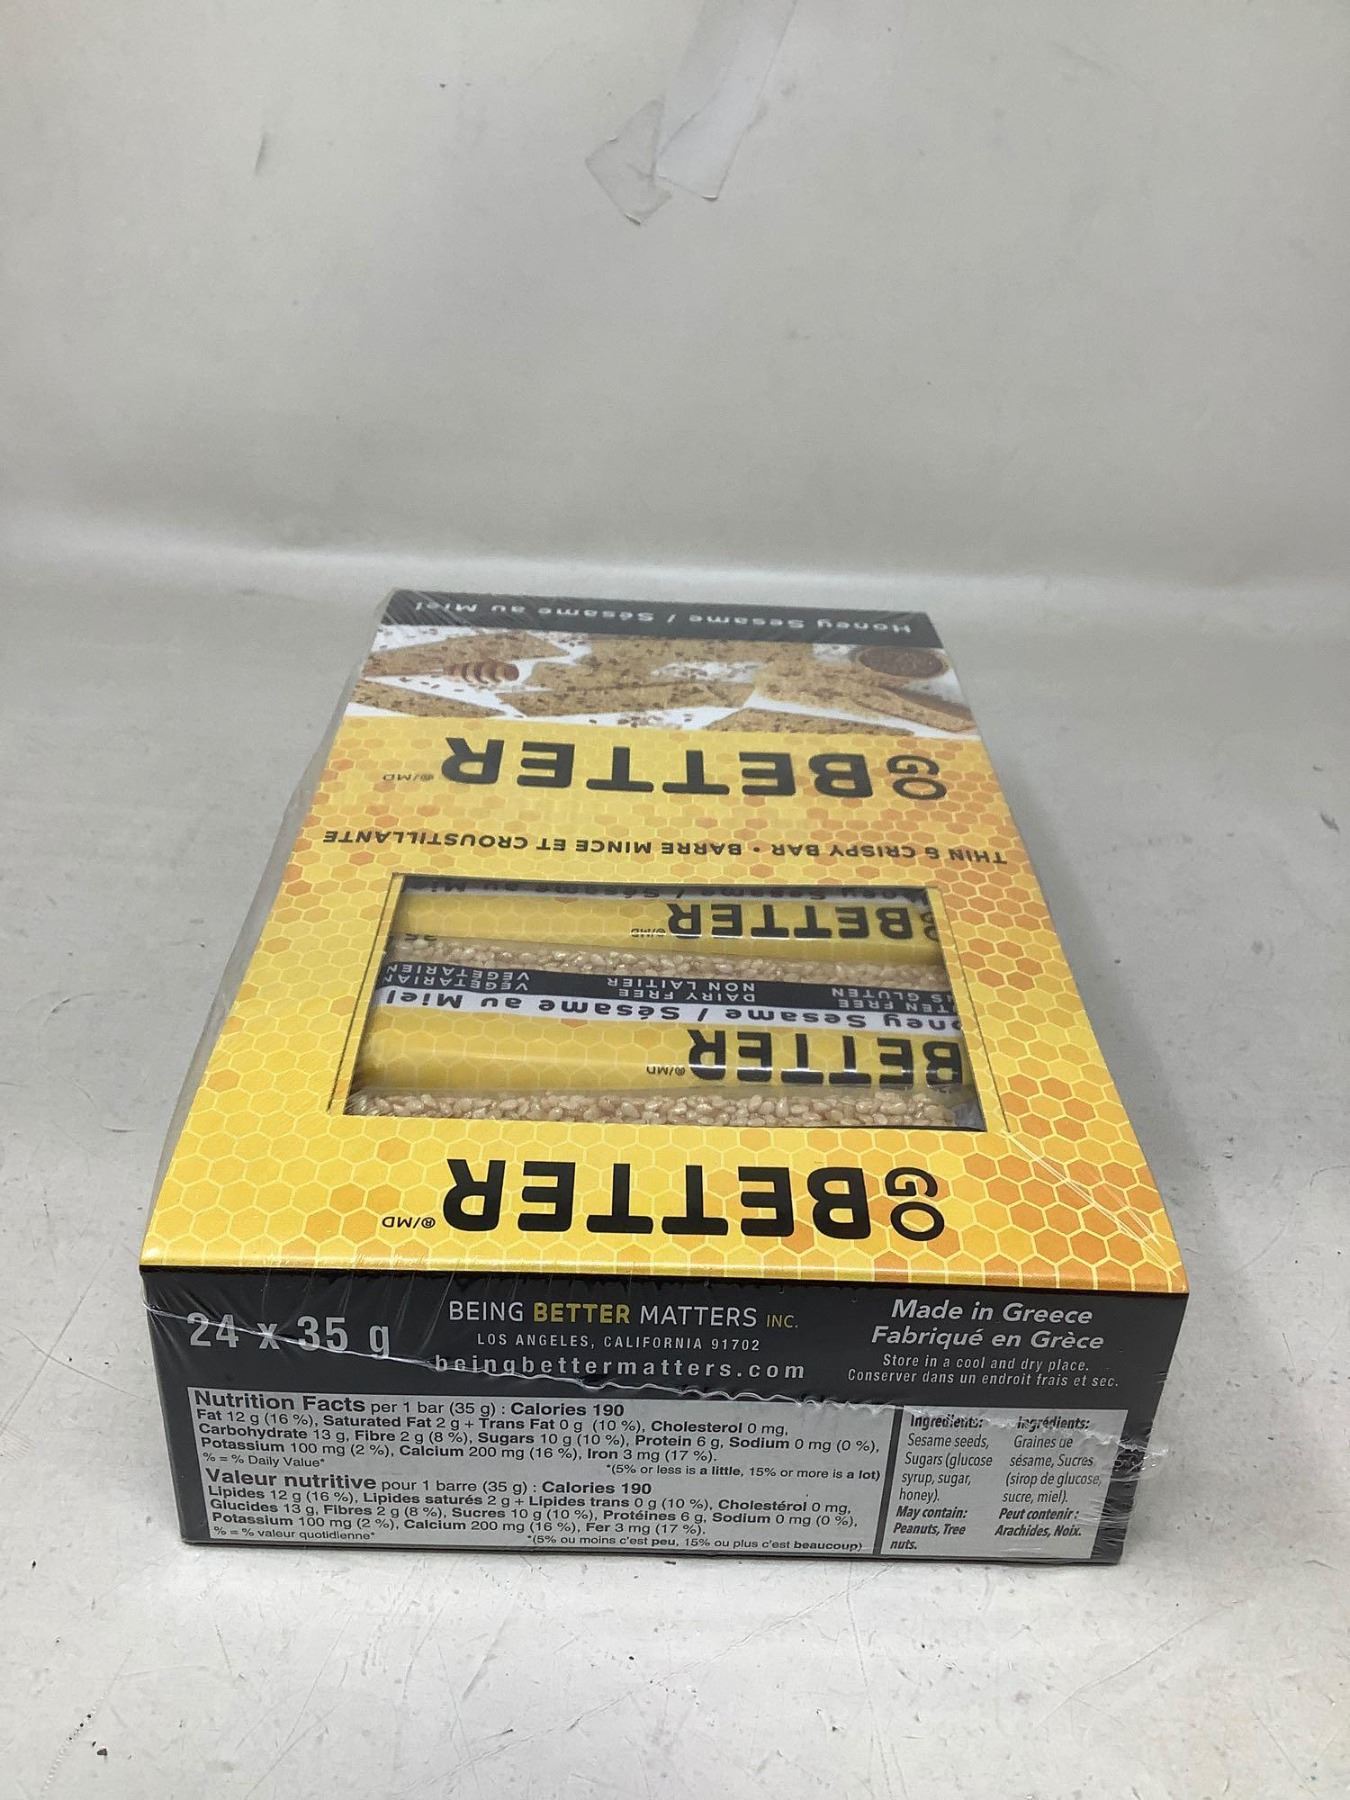 Honey Sesame / Sésame au Miel
GO BETTER ®/MD
THIN & CRISPY BAR • BARRE MINCE ET CROUSTILLANTE
BETTER ®/MD
GLUTEN
DAIRY FREE
NON LAITIER
VEGETARIAN
VEGETARIEN
Sesame / Sésame au Miel
BETTER
GO BETTER ®/MD
24 x 35 g
BEING BETTER MATTERS INC.
LOS ANGELES, CALIFORNIA 91702
beingbettermatters.com
Made in Greece
Fabriqué en Grèce
Store in a cool and dry place.
Conserver dans un endroit frais et sec.
Nutrition Facts per 1 bar (35 g) : Calories 190
Fat 12 g (16 %), Saturated Fat 2 g + Trans Fat 0 g (10 %), Cholesterol 0 mg,
Carbohydrate 13 g, Fibre 2 g (8 %), Sugars 10 g (10 %), Protein 6 g, Sodium 0 mg (0 %),
Potassium 100 mg (2 %), Calcium 200 mg (16 %), Iron 3 mg (17 %).
% = % Daily Value* *(5% or less is a little, 15% or more is a lot)
Valeur nutritive pour 1 barre (35 g) : Calories 190
Lipides 12 g (16 %), Lipides saturés 2 g + Lipides trans 0 g (10 %), Cholestérol 0 mg,
Glucides 13 g, Fibres 2 g (8 %), Sucres 10 g (10 %), Protéines 6 g, Sodium 0 mg (0 %),
Potassium 100 mg (2 %), Calcium 200 mg (16 %), Fer 3 mg (17 %).
% = % valeur quotidienne* *(5% ou moins c'est peu, 15% ou plus c'est beaucoup)
Ingredients:
Sesame seeds,
Sugars (glucose
syrup, sugar,
honey).
May contain:
Peanuts, Tree
nuts.
Ingrédients:
Graines de
sésame, Sucres
(sirop de glucose,
sucre, miel).
Peut contenir :
Arachides, Noix.